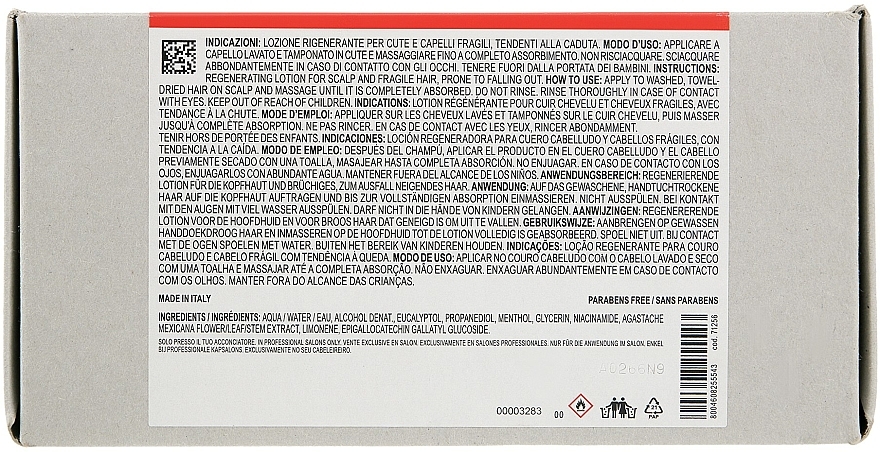 INDICAZIONI: LOZIONE RIGENERANTE PER CUTE E CAPELLI FRAGILI, TENDENTI ALLA CADUTA. MODO D'USO: APPLICARE A
CAPELLO LAVATO E TAMPONATO IN CUTE E MASSAGGIARE FINO A COMPLETO ASSORBIMENTO. NON RISCIACQUARE. SCIACQUARE
ABBONDANTEMENTE IN CASO DI CONTATTO CON GLI OCCHI. TENERE FUORI DALLA PORTATA DEI BAMBINI. INSTRUCTIONS:
REGENERATING LOTION FOR SCALP AND FRAGILE HAIR, PRONE TO FALLING OUT. HOW TO USE: APPLY TO WASHED, TOWEL-
DRIED HAIR ON SCALP AND MASSAGE UNTIL IT IS COMPLETELY ABSORBED. DO NOT RINSE. RINSE THOROUGHLY IN CASE OF CONTACT
WITH EYES. KEEP OUT OF REACH OF CHILDREN. INDICATIONS: LOTION RÉGÉNÉRANTE POUR CUIR CHEVELU ET CHEVEUX FRAGILES, AVEC
TENDANCE À LA CHUTE. MODE D'EMPLOI: APPLIQUER SUR LES CHEVEUX LAVÉS ET TAMPONNÉS SUR LE CUIR CHEVELU, PUIS MASSER
JUSQU'À COMPLÈTE ABSORPTION. NE PAS RINCER. EN CAS DE CONTACT AVEC LES YEUX, RINCER ABONDAMMENT.
TENIR HORS DE PORTÉE DES ENFANTS. INDICACIONES: LOCIÓN REGENERADORA PARA CUERO CABELLUDO Y CABELLOS FRÁGILES, CON
TENDENCIA A LA CAÍDA. MODO DE EMPLEO: DESPUÉS DEL CHAMPÚ, APLICAR EL PRODUCTO EN EL CUERO CABELLUDO Y EL CABELLO
PREVIAMENTE SECADO CON UNA TOALLA, MASAJEAR HASTA COMPLETA ABSORCIÓN. NO ENJUAGAR. EN CASO DE CONTACTO CON LOS
OJOS, ENJUAGARLOS CON ABUNDANTE AGUA. MANTENER FUERA DEL ALCANCE DE LOS NIÑOS. ANWENDUNGSBEREICH: REGENERIERENDE
LOTION FÜR DIE KOPFHAUT UND BRÜCHIGES, ZUM AUSFALL NEIGENDES HAAR. ANWENDUNG: AUF DAS GEWASCHENE, HANDTUCHTROCKENE
HAAR AUF DIE KOPFHAUT AUFTRAGEN UND BIS ZUR VOLLSTÄNDIGEN ABSORPTION EINMASSIEREN. NICHT AUSSPÜLEN. BEI KONTAKT
MIT DEN AUGEN MIT VIEL WASSER AUSSPÜLEN. DARF NICHT IN DIE HÄNDE VON KINDERN GELANGEN. AANWIJZINGEN: REGENERERENDE
LOTION VOOR DE HOOFDHUID EN VOOR BROOS HAAR DAT GENEIGD IS OM UIT TE VALLEN. GEBRUIKSWIJZE: AANBRENGEN OP GEWASSEN
HANDDOEKDROOG HAAR EN INMASSEREN OP DE HOOFDHUID TOT DE LOTION VOLLEDIG IS GEABSORBEERD. SPOEL NIET UIT. BIJ CONTACT
MET DE OGEN SPOELEN MET WATER. BUITEN HET BEREIK VAN KINDEREN HOUDEN. INDICAÇÕES: LOÇÃO REGENERANTE PARA COURO
CABELUDO E CABELO FRÁGIL COM TENDÊNCIA À QUEDA. MODO DE USO: APLICAR NO COURO CABELUDO COM O CABELO LAVADO E SECO
COM UMA TOALHA E MASSAJAR ATÉ A COMPLETA ABSORÇÃO. NÃO ENXAGUAR. ENXAGUAR ABUNDANTEMENTE EM CASO DE CONTACTO
COM OS OLHOS. MANTER FORA DO ALCANCE DAS CRIANÇAS.
MADE IN ITALY PARABENS FREE / SANS PARABENS
INGREDIENTS / INGRÉDIENTS: AQUA / WATER / EAU, ALCOHOL DENAT., EUCALYPTOL, PROPANEDIOL, MENTHOL, GLYCERIN, NIACINAMIDE, AGASTACHE
MEXICANA FLOWER/LEAF/STEM EXTRACT, LIMONENE, EPIGALLOCATECHIN GALLATYL GLUCOSIDE.
SOLO PRESSO IL TUO ACCONCIATORE. IN PROFESSIONAL SALONS ONLY. VENTE EXCLUSIVE EN SALON. EXCLUSIVAMENTE EN SALONES PROFESIONALES. NUR FÜR DIE ANWENDUNG IM SALON. ENKEL
BIJ PROFESSIONALE KAPSALONS. EXCLUSIVAMENTE NO SEU CABELEIREIRO.
AD266N9
00003283 00
21
PAP
cod. 71256
8004608255543